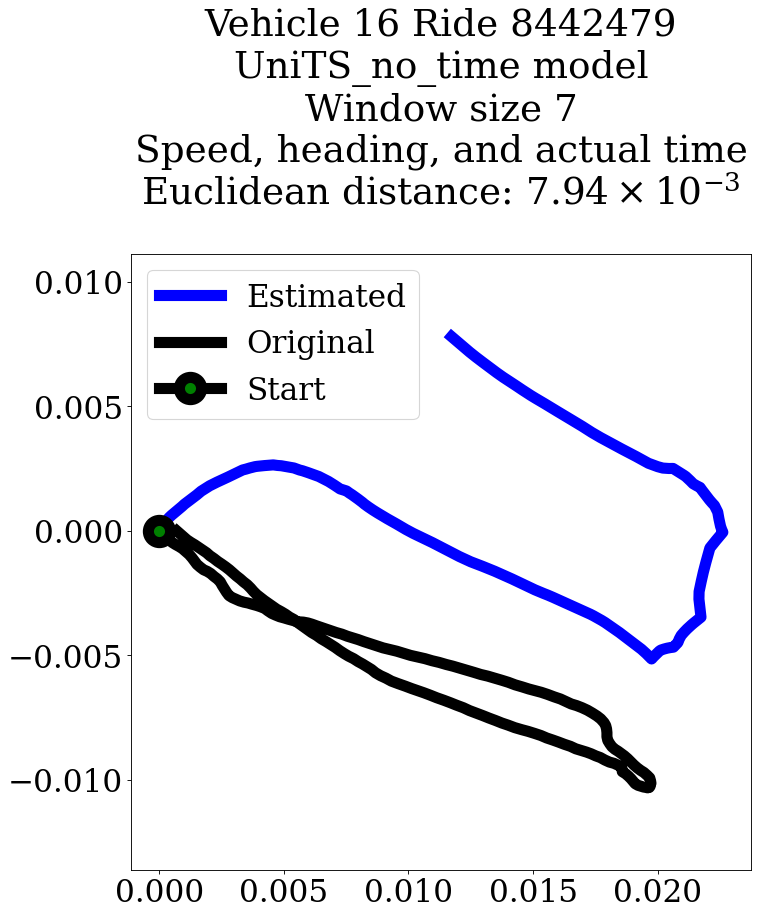 Vehicle 16 Ride 8442479
UniTS_no_time model
Window size 7
Speed, heading, and actual time
Euclidean distance: 7.94 × 10⁻³
Estimated
Original
Start
0.010
0.005
0.000
−0.005
−0.010
0.000 0.005 0.010 0.015 0.020